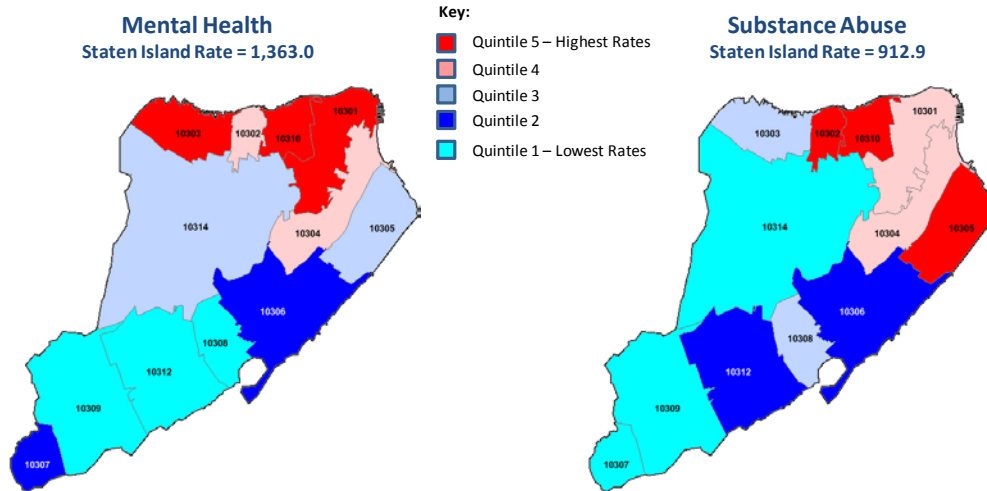 Mental Health
Staten Island Rate = 1,363.0
Key:
Quintile 5 – Highest Rates
Quintile 4
Quintile 3
Quintile 2
Quintile 1 – Lowest Rates
Substance Abuse
Staten Island Rate = 912.9
10303
10302
10310
10301
10314
10304
10305
10306
10308
10312
10309
10307
10301
10303
10302
10310
10314
10304
10305
10306
10308
10312
10309
10307